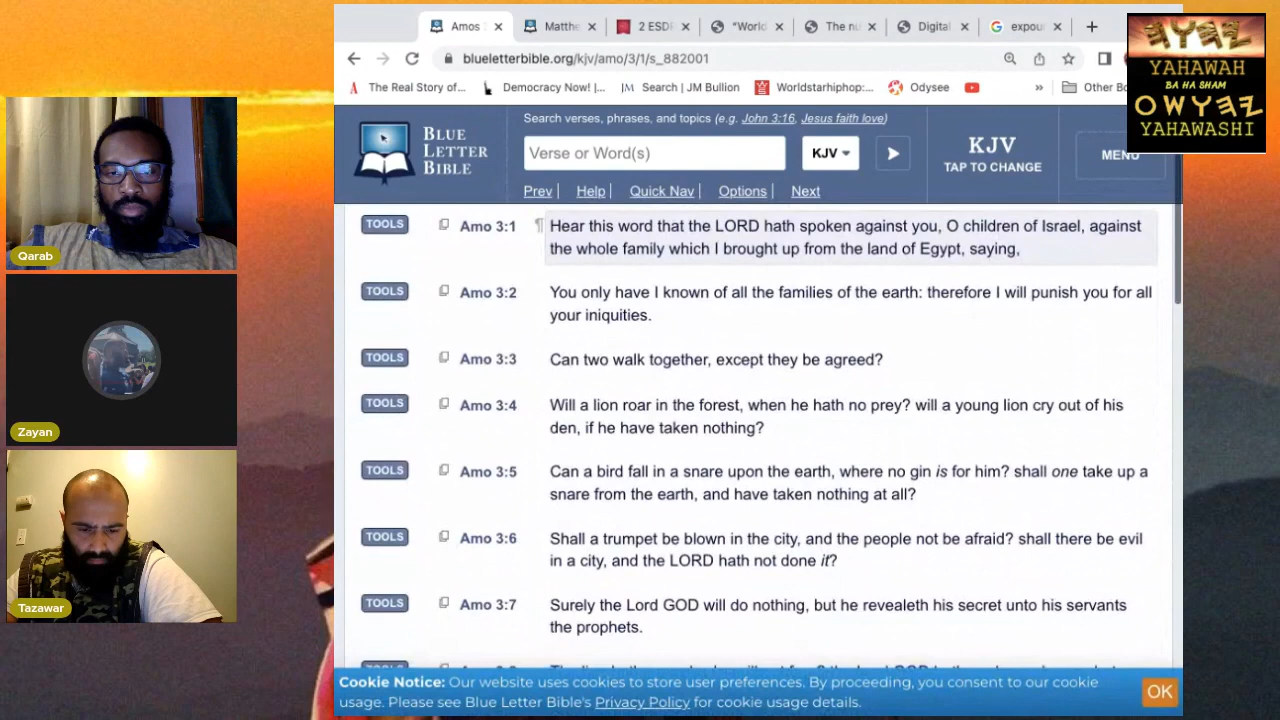 Amos
Matthe
2 ESDI
"World
The nu
Digital
expour
blueletterbible.org/kjv/amo/3/1/s_882001
The Real Story of...
Democracy Now! |...
Search | JM Bullion
Worldstarhiphop:...
Odysee
»
Other Bo
YAHAWAH
BA HA SHAM
YAHAWASHI
BLUE
LETTER
BIBLE
Search verses, phrases, and topics (e.g. John 3:16, Jesus faith love)
Verse or Word(s)
KJV
KJV
TAP TO CHANGE
MENU
Prev | Help | Quick Nav | Options | Next
TOOLS Amo 3:1 ¶ Hear this word that the LORD hath spoken against you, O children of Israel, against
the whole family which I brought up from the land of Egypt, saying,
TOOLS Amo 3:2 You only have I known of all the families of the earth: therefore I will punish you for all
your iniquities.
TOOLS Amo 3:3 Can two walk together, except they be agreed?
TOOLS Amo 3:4 Will a lion roar in the forest, when he hath no prey? will a young lion cry out of his
den, if he have taken nothing?
TOOLS Amo 3:5 Can a bird fall in a snare upon the earth, where no gin is for him? shall one take up a
snare from the earth, and have taken nothing at all?
TOOLS Amo 3:6 Shall a trumpet be blown in the city, and the people not be afraid? shall there be evil
in a city, and the LORD hath not done it?
TOOLS Amo 3:7 Surely the Lord GOD will do nothing, but he revealeth his secret unto his servants
the prophets.
Cookie Notice: Our website uses cookies to store user preferences. By proceeding, you consent to our cookie
usage. Please see Blue Letter Bible's Privacy Policy for cookie usage details.
OK
Qarab
Zayan
Tazawar